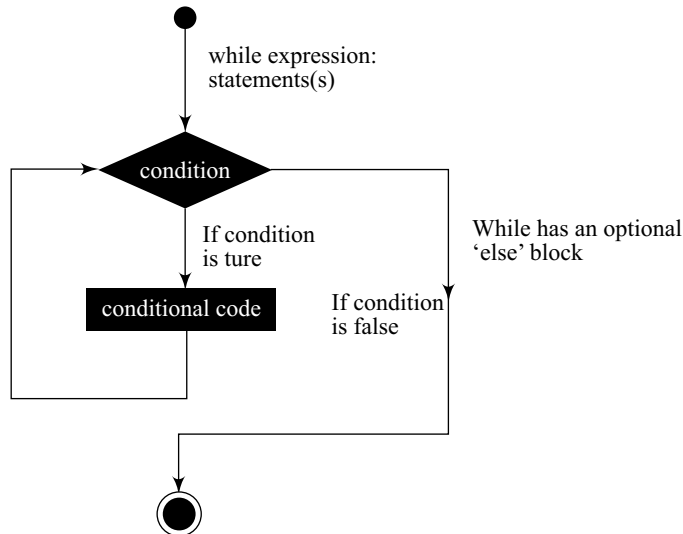 while expression:
statements(s)
condition
If condition
is ture
conditional code
While has an optional
‘else’ block
If condition
is false